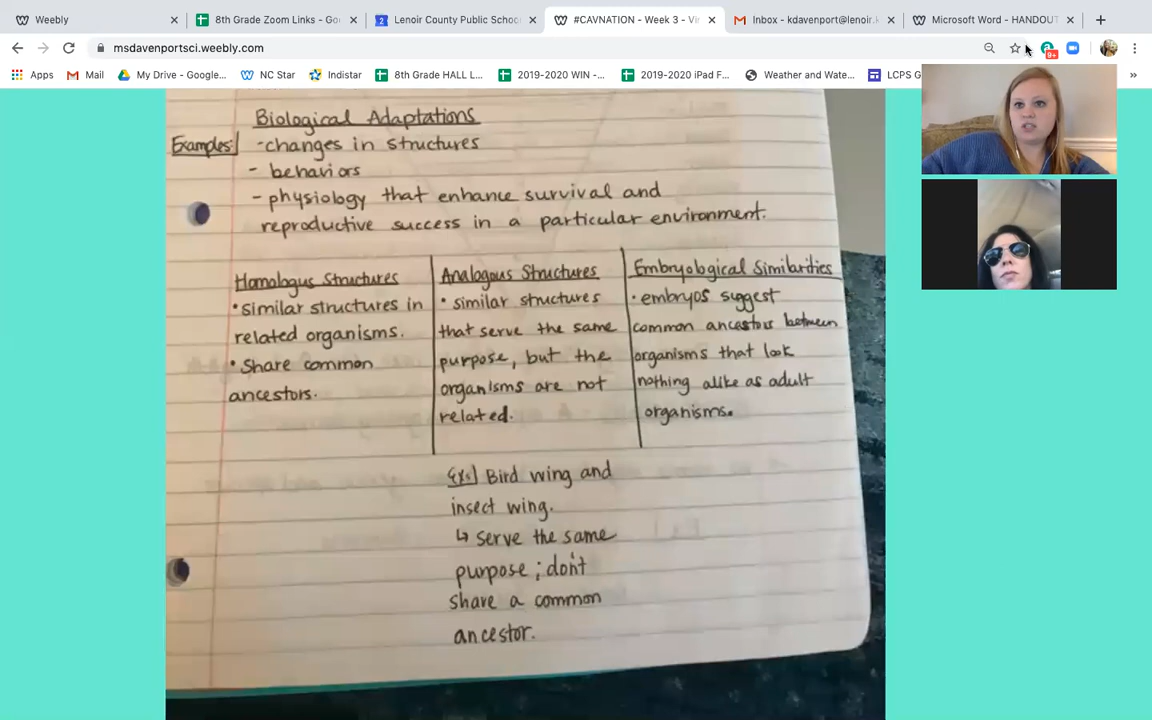 Weebly
8th Grade Zoom Links - Go
Lenoir County Public Schoo
#CAVNATION - Week 3 - Vi
Inbox - kdavenport@lenoir.k
Microsoft Word - HANDOUT
msdavenportsci.weebly.com
9+
Apps
Mail
My Drive - Google...
NC Star
Indistar
8th Grade HALL L...
2019-2020 WIN -...
2019-2020 iPad F...
Weather and Wate...
LCPS G
»
Biological Adaptations
Examples: -changes in structures
- behaviors
- physiology that enhance survival and
reproductive success in a particular environment.
Homologus Structures
• similar structures in
related organisms.
• Share common
ancestors.
Analogous Structures
• similar structures
that serve the same
purpose, but the
organisms are not
related.
Ex: Bird wing and
insect wing.
↳ serve the same
purpose; don't
share a common
ancestor.
Embryological Similarities
• embryos suggest
common ancestors between
organisms that look
nothing alike as adult
organisms.